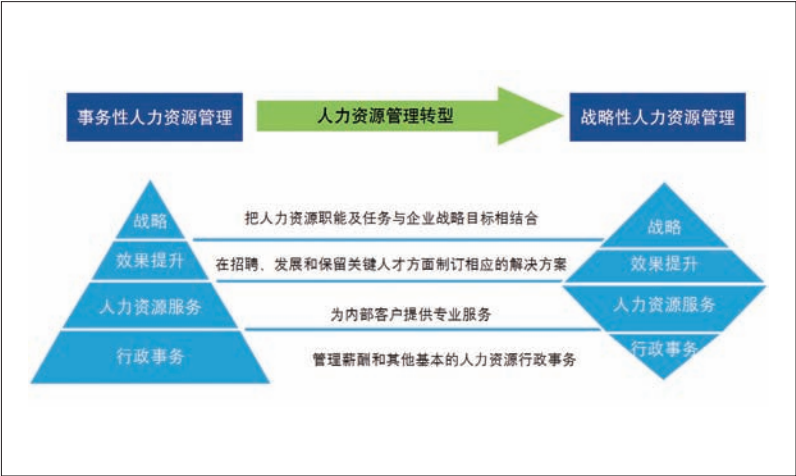 事务性人力资源管理
人力资源管理转型
战略性人力资源管理
战略
把人力资源职能及任务与企业战略目标相结合
战略
效果提升
在招聘、发展和保留关键人才方面制订相应的解决方案
效果提升
人力资源服务
为内部客户提供专业服务
人力资源服务
行政事务
管理薪酬和其他基本的人力资源行政事务
行政事务